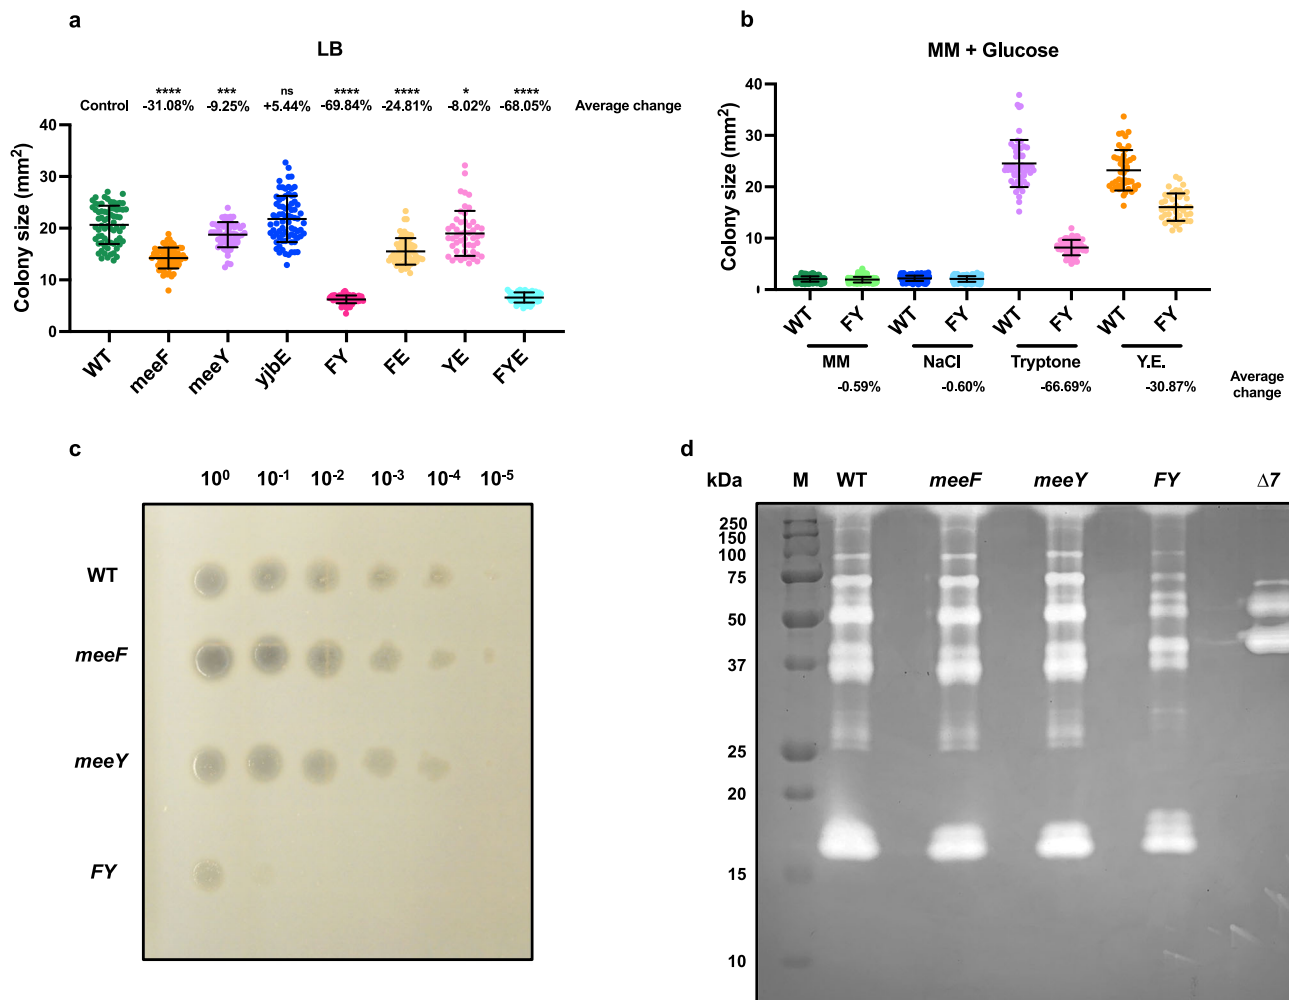 a
LB
**** *** ns **** **** * ****
Control -31.08% -9.25% +5.44% -69.84% -24.81% -8.02% -68.05% Average change
Colony size (mm²)
40
30
20
10
0
WT meeF meeY yjbE FY FE YE FYE
b
MM + Glucose
Colony size (mm²)
40
30
20
10
WT FY WT FY WT FY WT FY
MM NaCl Tryptone Y.E.
-0.59% -0.60% -66.69% -30.87% Average
change
c
10⁰ 10⁻¹ 10⁻² 10⁻³ 10⁻⁴ 10⁻⁵
WT
meeF
meeY
FY
d
kDa M WT meeF meeY FY Δ7
250
150
100
75
50
37
25
20
15
10